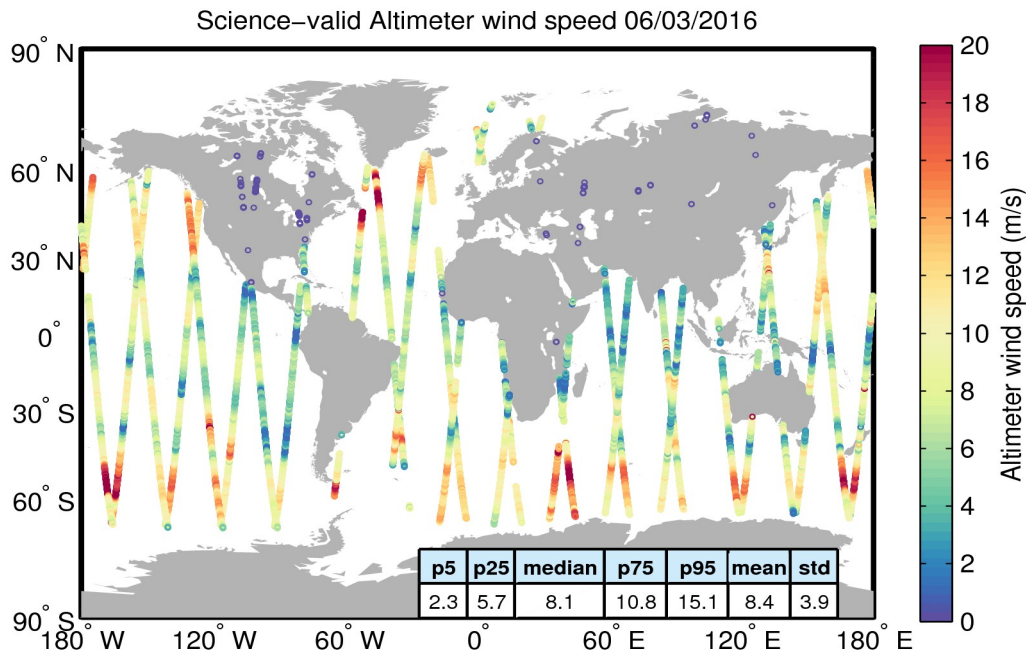 Science−valid Altimeter wind speed 06/03/2016
90° N
60° N
30° N
0°
30° S
60° S
90° S
180° W
120° W
60° W
0°
60° E
120° E
180° E
p5 p25 median p75 p95 mean std
2.3 5.7 8.1 10.8 15.1 8.4 3.9
20
18
16
14
12
10
8
6
4
2
0
Altimeter wind speed (m/s)